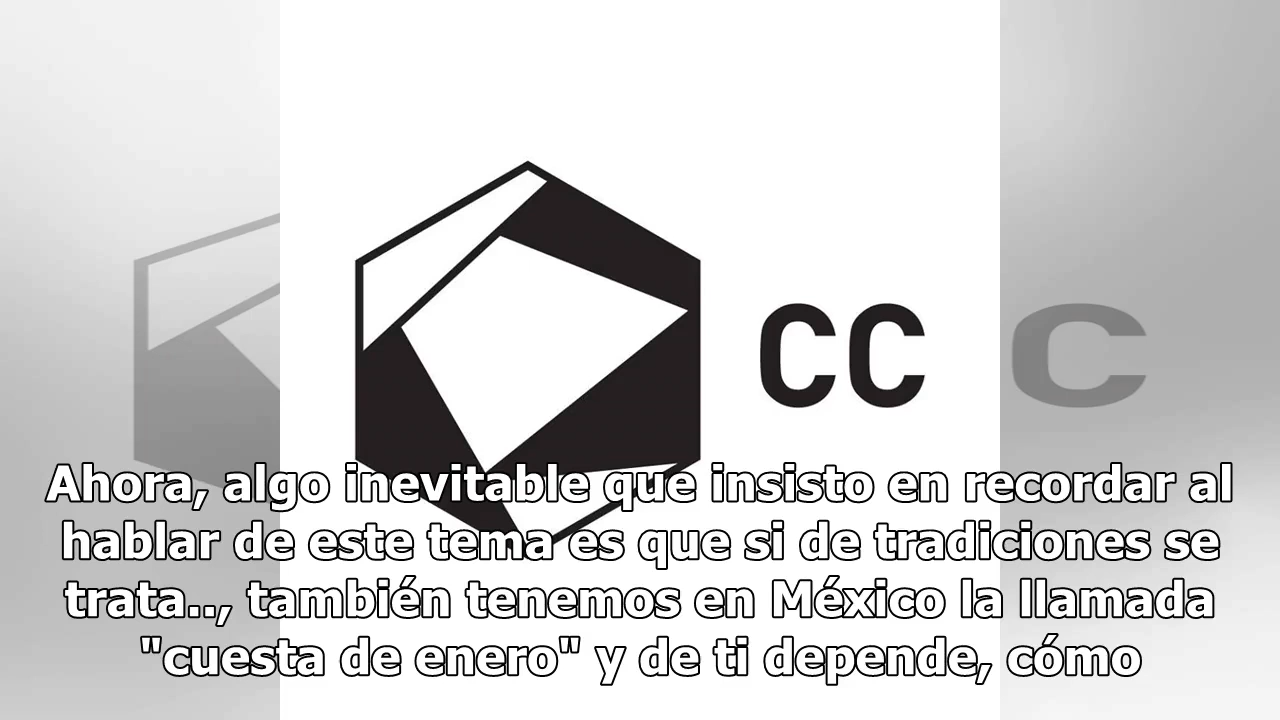 CC
C
Ahora, algo inevitable que insisto en recordar al
hablar de este tema es que si de tradiciones se
trata.., también tenemos en México la llamada
"cuesta de enero" y de ti depende, cómo